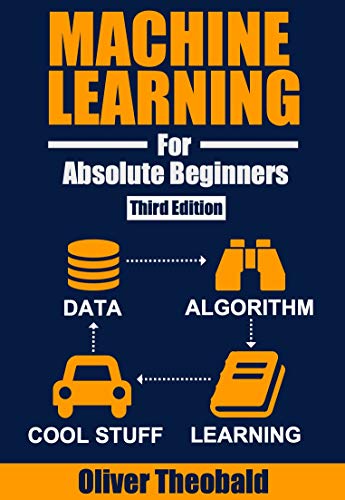 MACHINE
LEARNING
For
Absolute Beginners
Third Edition
DATA
ALGORITHM
COOL STUFF
LEARNING
Oliver Theobald